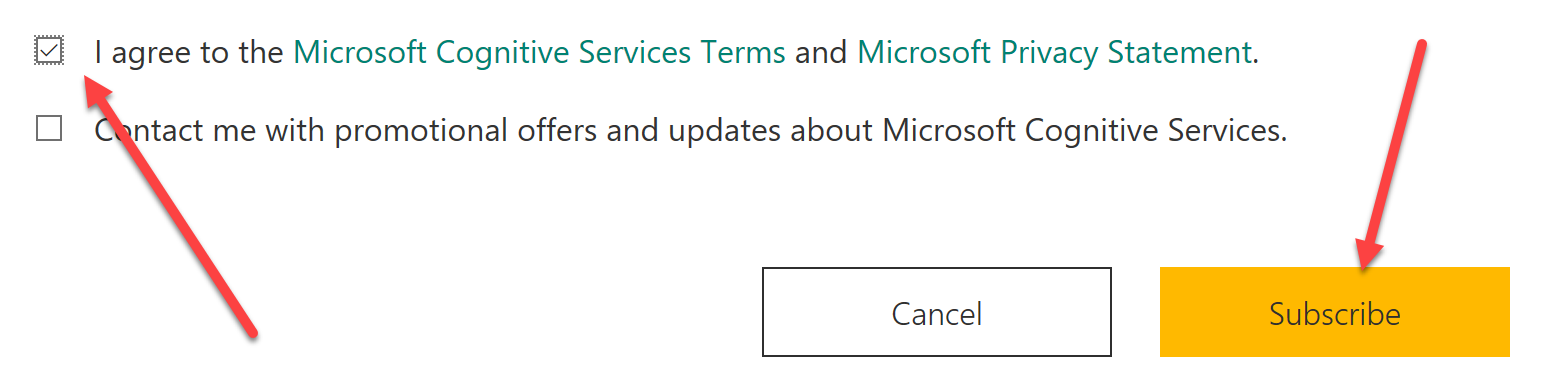 I agree to the Microsoft Cognitive Services Terms and Microsoft Privacy Statement.
Contact me with promotional offers and updates about Microsoft Cognitive Services.
Cancel
Subscribe